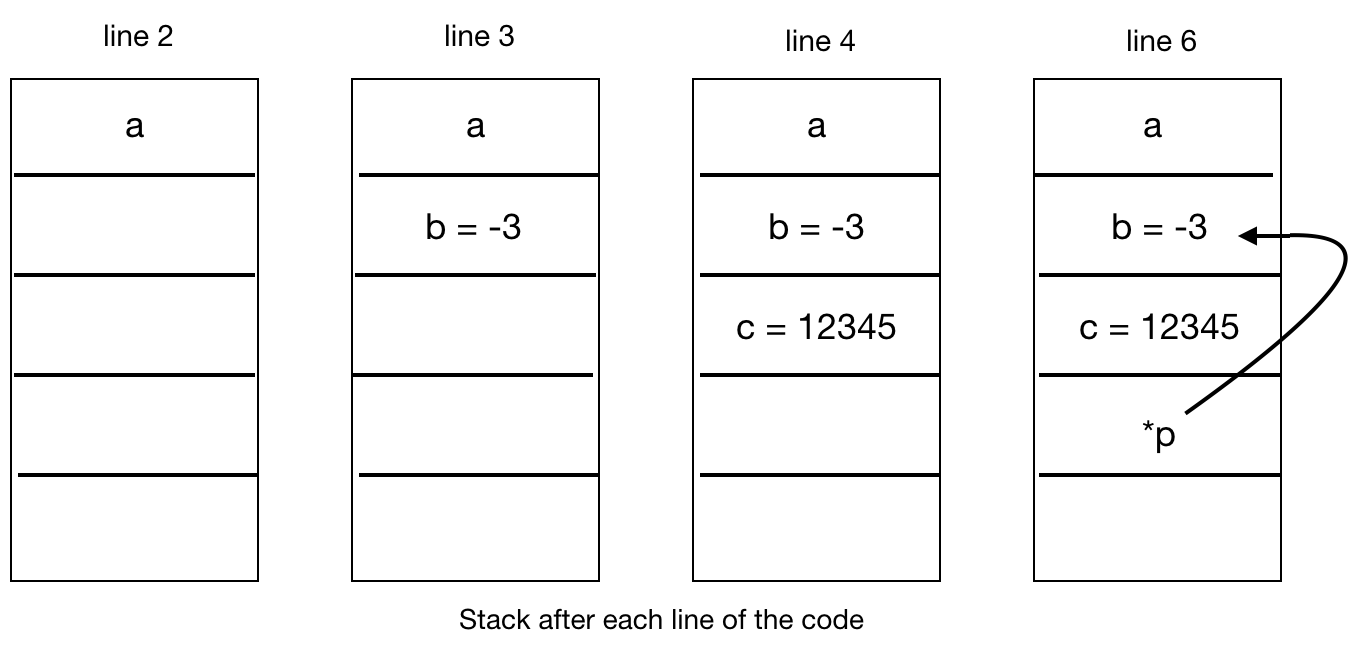 line 2
line 3
line 4
line 6
a
a
a
a
b = -3
b = -3
b = -3
c = 12345
c = 12345
*p
Stack after each line of the code